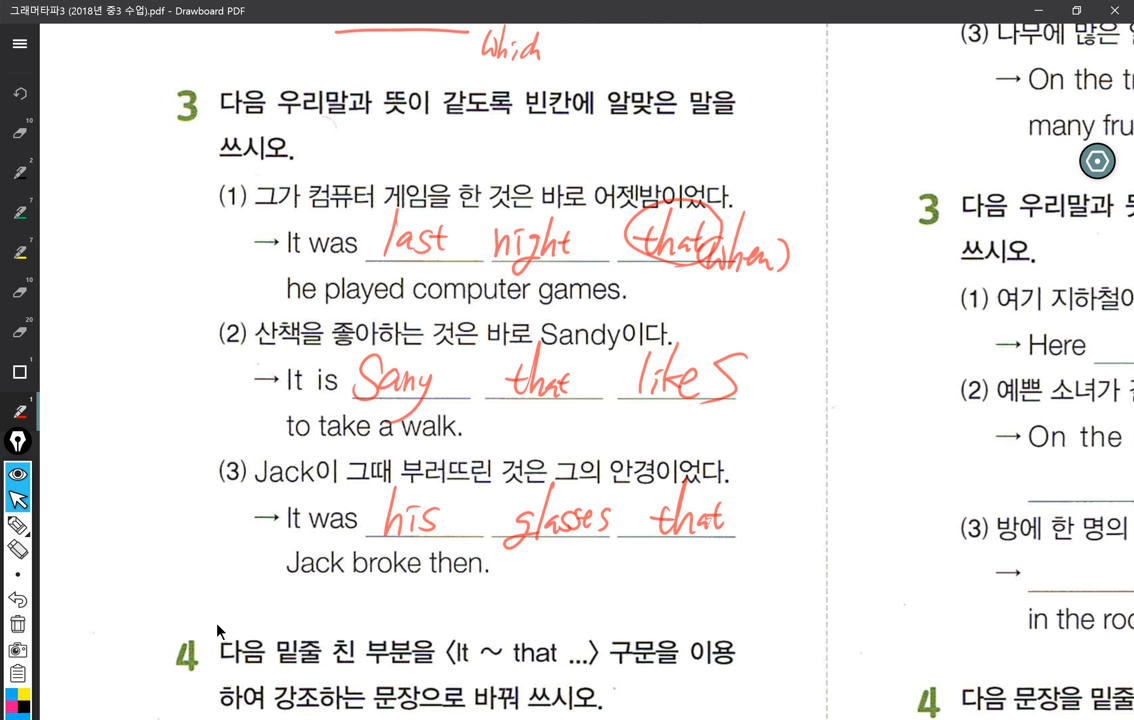 그래머타파3 (2018년 중3 수업).pdf - Drawboard PDF
which
3 다음 우리말과 뜻이 같도록 빈칸에 알맞은 말을
쓰시오.
(1) 그가 컴퓨터 게임을 한 것은 바로 어젯밤이었다.
→ It was last night that (when)
he played computer games.
(2) 산책을 좋아하는 것은 바로 Sandy이다.
→ It is Sany that likes
to take a walk.
(3) Jack이 그때 부러뜨린 것은 그의 안경이었다.
→ It was his glasses that
Jack broke then.
4 다음 밑줄 친 부분을 〈It ~ that ...〉 구문을 이용
하여 강조하는 문장으로 바꿔 쓰시오.
(3) 나무에 많은
→ On the
many
3 다음 우리말과
쓰시오.
(1) 여기
→ Here
(2) 예쁜 소녀가
→ On the
(3) 방에 한 명의
→
in the
4 다음 문장을
10
2
7
7
10
20
1
1